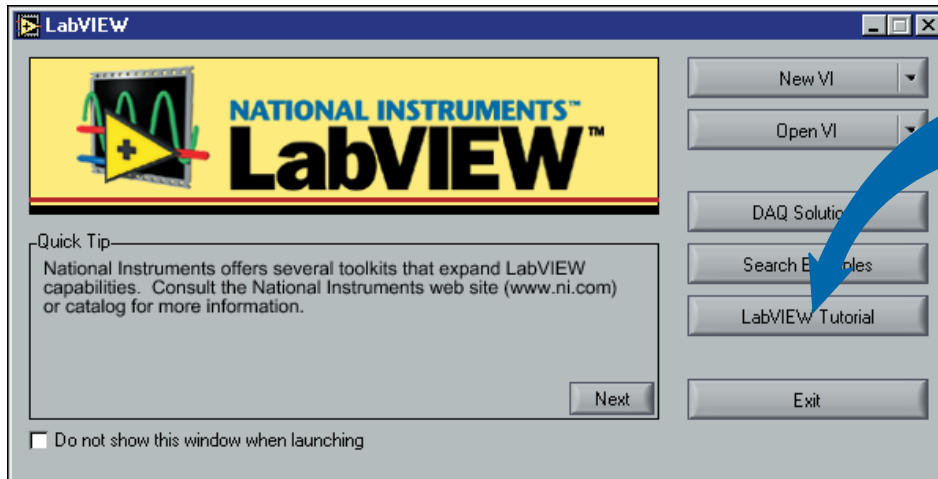 LabVIEW
NATIONAL INSTRUMENTS™
LabVIEW™
Quick Tip
National Instruments offers several toolkits that expand LabVIEW
capabilities. Consult the National Instruments web site (www.ni.com)
or catalog for more information.
Next
Do not show this window when launching
New VI
Open VI
DAQ
Search
LabVIEW Tutorial
Exit